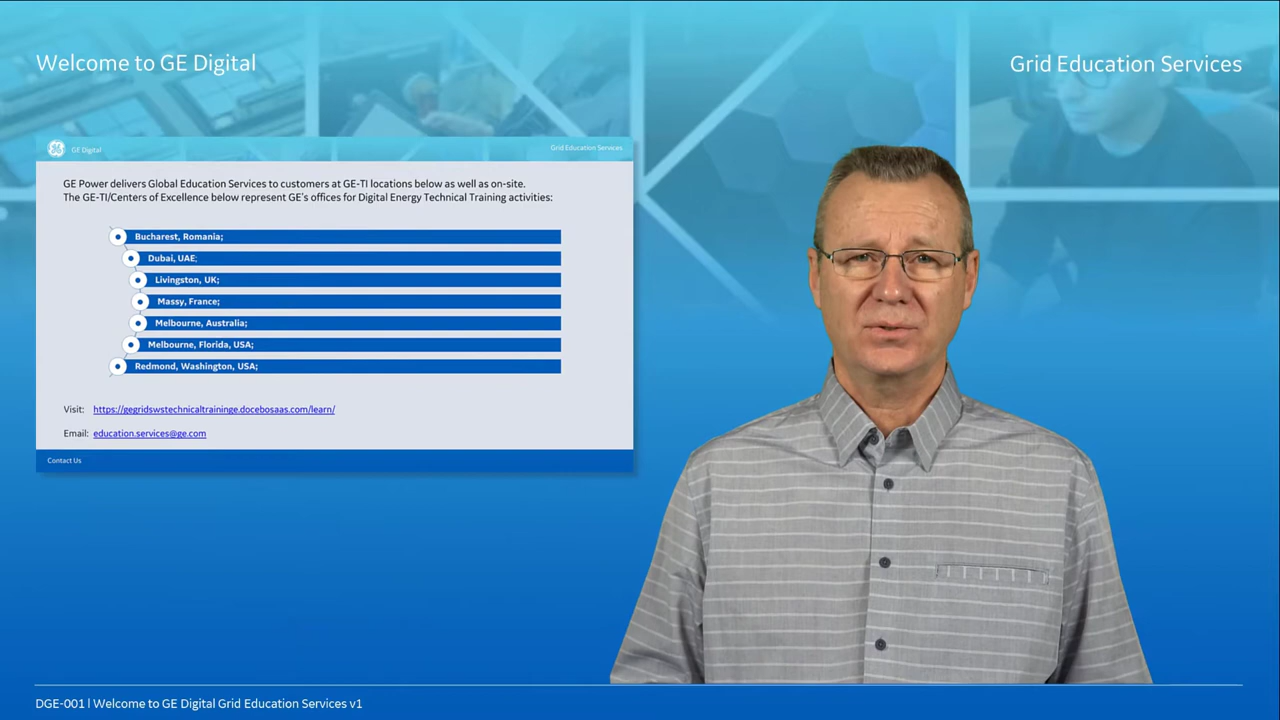 Welcome to GE Digital
Grid Education Services
GE Digital
Grid Education Services
GE Power delivers Global Education Services to customers at GE-TI locations below as well as on-site.
The GE-TI/Centers of Excellence below represent GE's offices for Digital Energy Technical Training activities:
Bucharest, Romania;
Dubai, UAE;
Livingston, UK;
Massy, France;
Melbourne, Australia;
Melbourne, Florida, USA;
Redmond, Washington, USA;
Visit: https://gegridswstechnicaltraininge.docebosaas.com/learn/
Email: education.services@ge.com
Contact Us
DGE-001 | Welcome to GE Digital Grid Education Services v1